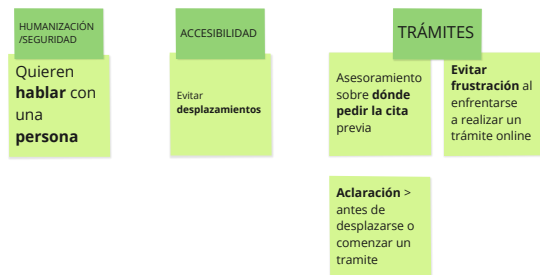 HUMANIZACIÓN
/SEGURIDAD
Quieren
hablar con
una
persona
ACCESIBILIDAD
Evitar
desplazamientos
TRÁMITES
Asesoramiento
sobre dónde
pedir la cita
previa
Evitar
frustración al
enfrentarse
a realizar un
trámite online
Aclaración >
antes de
desplazarse o
comenzar un
tramite